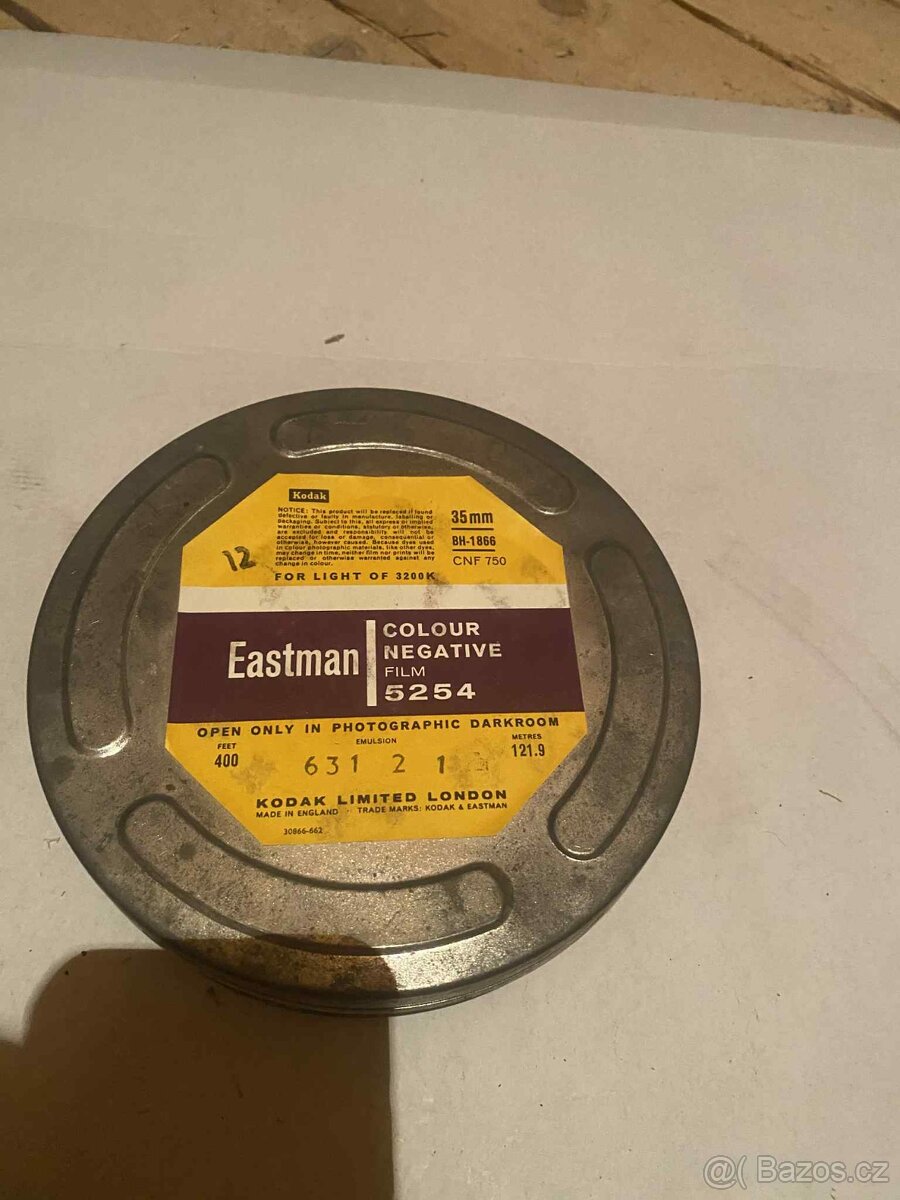 Kodak
NOTICE: This product will be replaced if found
defective or faulty in manufacture, labelling or
packaging. Subject to this, all express or implied
warranties or conditions, statutory or otherwise,
are excluded and responsibility will not be
accepted for loss or damage, consequential or
otherwise, however caused. Because dyes used
in colour photographic materials, like other dyes,
may change in time, neither film nor prints will be
replaced or otherwise warranted against any
change in colour.
35mm
BH-1866
CNF 750
12
FOR LIGHT OF 3200K
Eastman
COLOUR
NEGATIVE
FILM
5254
OPEN ONLY IN PHOTOGRAPHIC DARKROOM
FEET
400
EMULSION
631 2 1
METRES
121.9
KODAK LIMITED LONDON
MADE IN ENGLAND · TRADE MARKS: KODAK & EASTMAN
30866-662
@( Bazos.cz